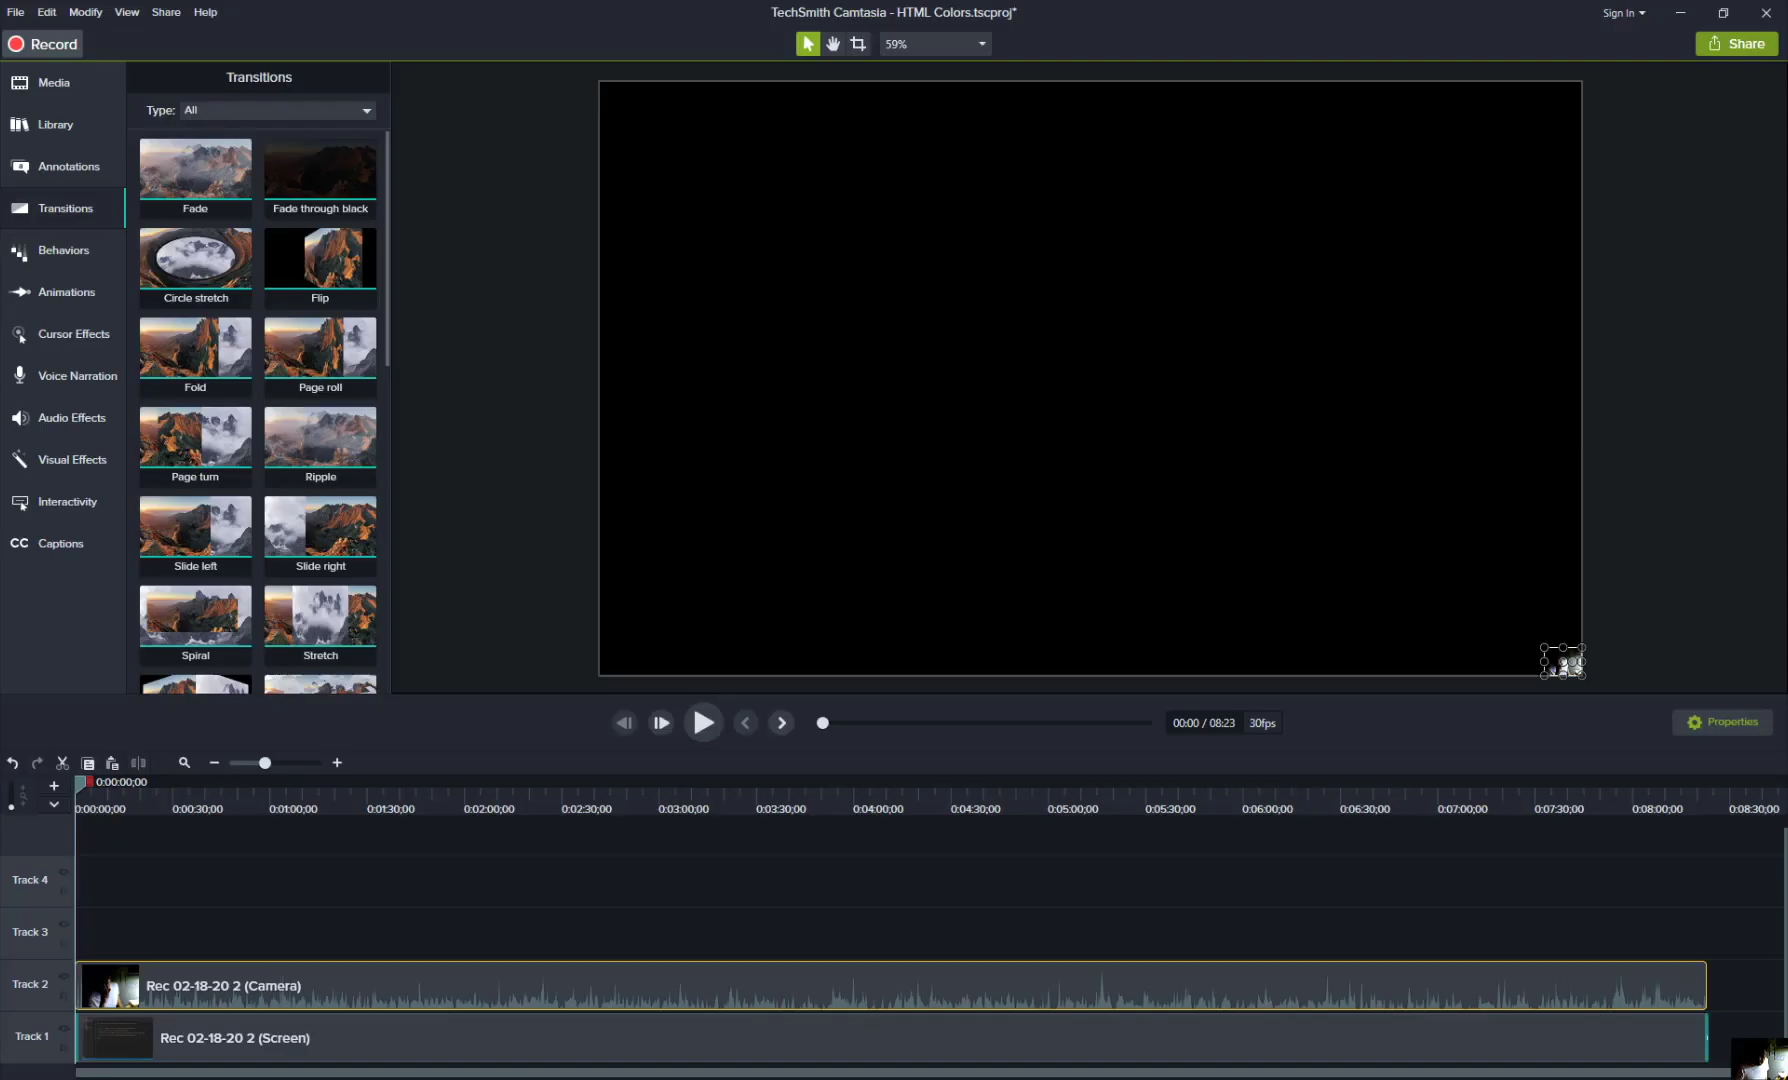 File Edit Modify View Share Help
TechSmith Camtasia - HTML Colors.tscproj*
Sign In
Record
59%
Share
Media
Library
Annotations
Transitions
Behaviors
Animations
Cursor Effects
Voice Narration
Audio Effects
Visual Effects
Interactivity
CC Captions
Transitions
Type: All
Fade
Fade through black
Circle stretch
Flip
Fold
Page roll
Page turn
Ripple
Slide left
Slide right
Spiral
Stretch
00:00 / 08:23 30fps
Properties
0:00:00;00
0:00:00;00 0:00:30;00 0:01:00;00 0:01:30;00 0:02:00;00 0:02:30;00 0:03:00;00 0:03:30;00 0:04:00;00 0:04:30;00 0:05:00;00 0:05:30;00 0:06:00;00 0:06:30;00 0:07:00;00 0:07:30;00 0:08:00;00 0:08:30;00
Track 4
Track 3
Track 2
Rec 02-18-20 2 (Camera)
Track 1
Rec 02-18-20 2 (Screen)